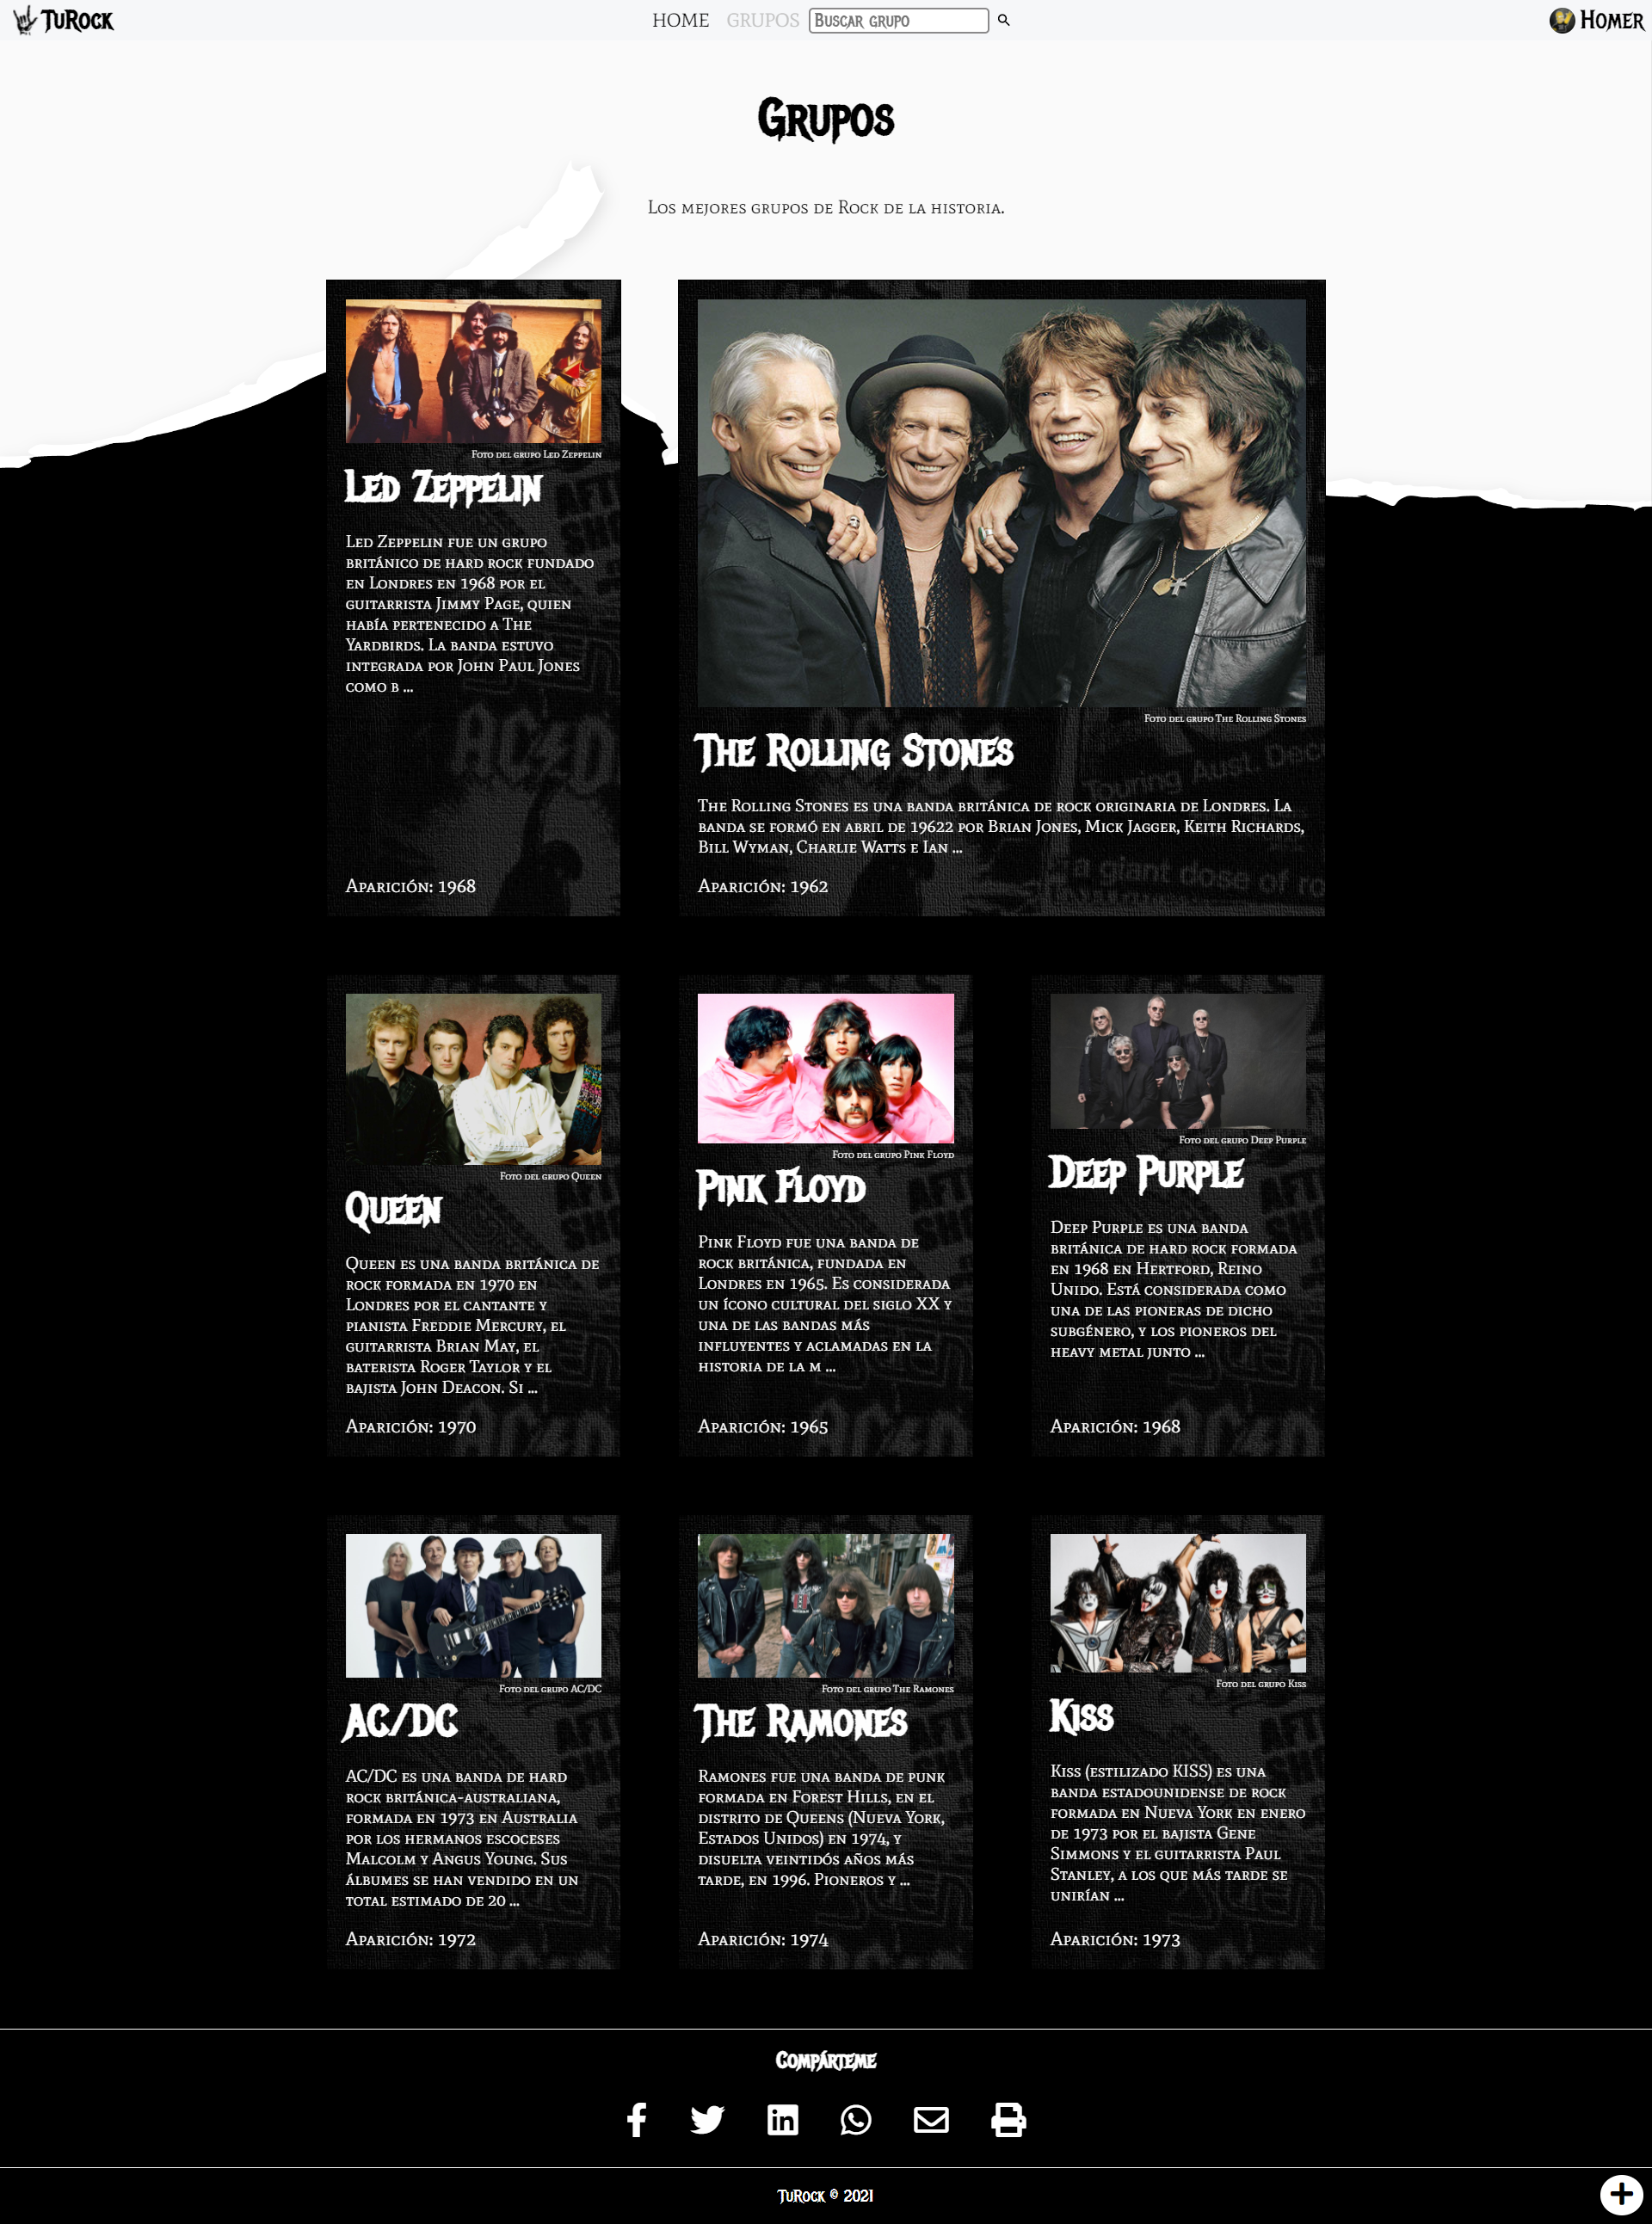 TuRock
HOME GRUPOS Buscar grupo
Homer
Grupos
Los mejores grupos de Rock de la historia.
Foto del grupo Led Zeppelin
Led Zeppelin
Led Zeppelin fue un grupo
británico de hard rock fundado
en Londres en 1968 por el
guitarrista Jimmy Page, quien
había pertenecido a The
Yardbirds. La banda estuvo
integrada por John Paul Jones
como b ...
Aparición: 1968
Foto del grupo The Rolling Stones
The Rolling Stones
The Rolling Stones es una banda británica de rock originaria de Londres. La
banda se formó en abril de 19622 por Brian Jones, Mick Jagger, Keith Richards,
Bill Wyman, Charlie Watts e Ian ...
Aparición: 1962
Touring Aust. Dec
a giant dose of ro
Foto del grupo Queen
Queen
Queen es una banda británica de
rock formada en 1970 en
Londres por el cantante y
pianista Freddie Mercury, el
guitarrista Brian May, el
baterista Roger Taylor y el
bajista John Deacon. Si ...
Aparición: 1970
Foto del grupo Pink Floyd
Pink Floyd
Pink Floyd fue una banda de
rock británica, fundada en
Londres en 1965. Es considerada
un ícono cultural del siglo XX y
una de las bandas más
influyentes y aclamadas en la
historia de la m ...
Aparición: 1965
Foto del grupo Deep Purple
Deep Purple
Deep Purple es una banda
británica de hard rock formada
en 1968 en Hertford, Reino
Unido. Está considerada como
una de las pioneras de dicho
subgénero, y los pioneros del
heavy metal junto ...
Aparición: 1968
Foto del grupo AC/DC
AC/DC
AC/DC es una banda de hard
rock británica-australiana,
formada en 1973 en Australia
por los hermanos escoceses
Malcolm y Angus Young. Sus
álbumes se han vendido en un
total estimado de 20 ...
Aparición: 1972
Foto del grupo The Ramones
The Ramones
Ramones fue una banda de punk
formada en Forest Hills, en el
distrito de Queens (Nueva York,
Estados Unidos) en 1974, y
disuelta veintidós años más
tarde, en 1996. Pioneros y ...
Aparición: 1974
Foto del grupo Kiss
Kiss
Kiss (estilizado KISS) es una
banda estadounidense de rock
formada en Nueva York en enero
de 1973 por el bajista Gene
Simmons y el guitarrista Paul
Stanley, a los que más tarde se
unirían ...
Aparición: 1973
Compárteme
TuRock © 2021